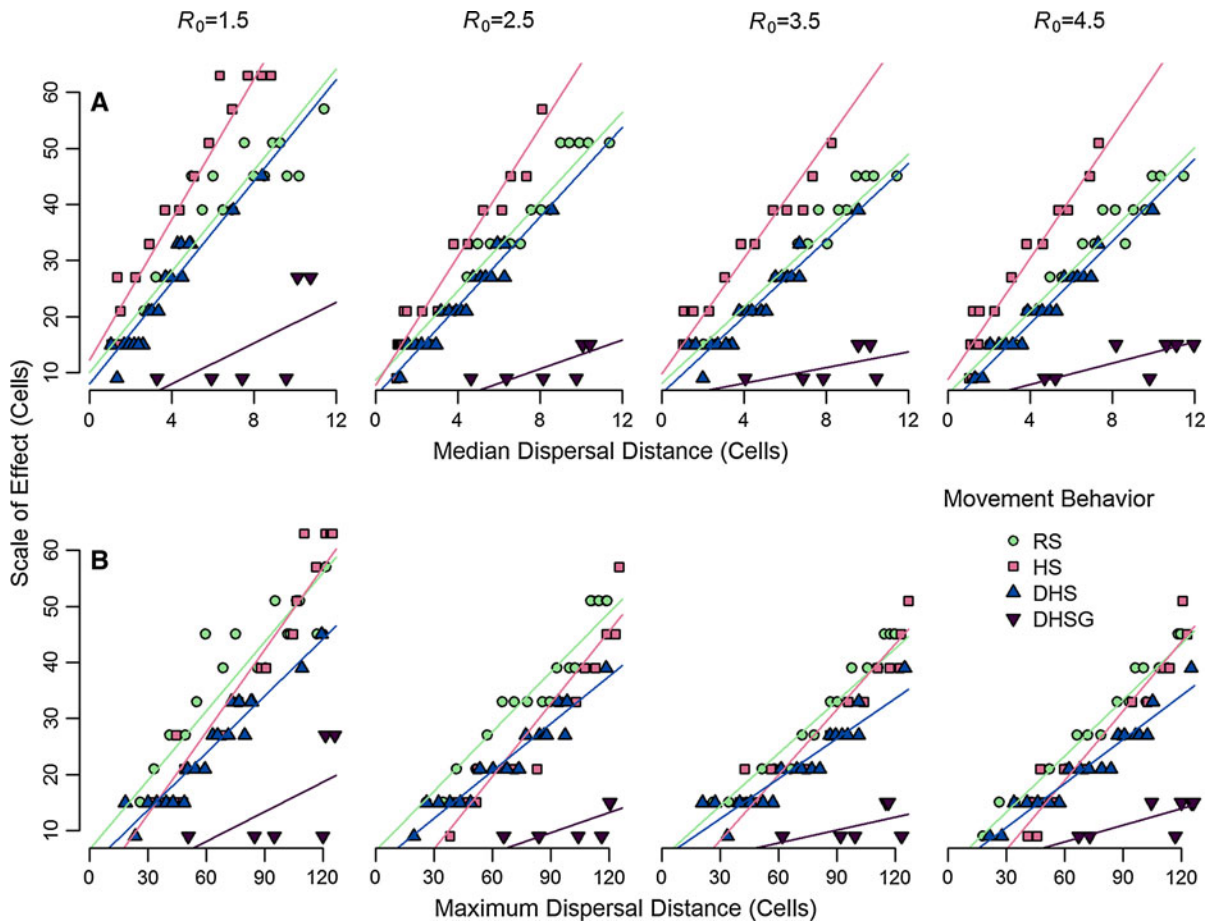 R₀=1.5 R₀=2.5 R₀=3.5 R₀=4.5
A
60
50
40
30
20
10
0 4 8 12 0 4 8 12 0 4 8 12 0 4 8 12
Median Dispersal Distance (Cells)
Scale of Effect (Cells)
Movement Behavior
RS
HS
DHS
DHSG
B
60
50
40
30
20
10
0 30 60 90 120 0 30 60 90 120 0 30 60 90 120 0 30 60 90 120
Maximum Dispersal Distance (Cells)